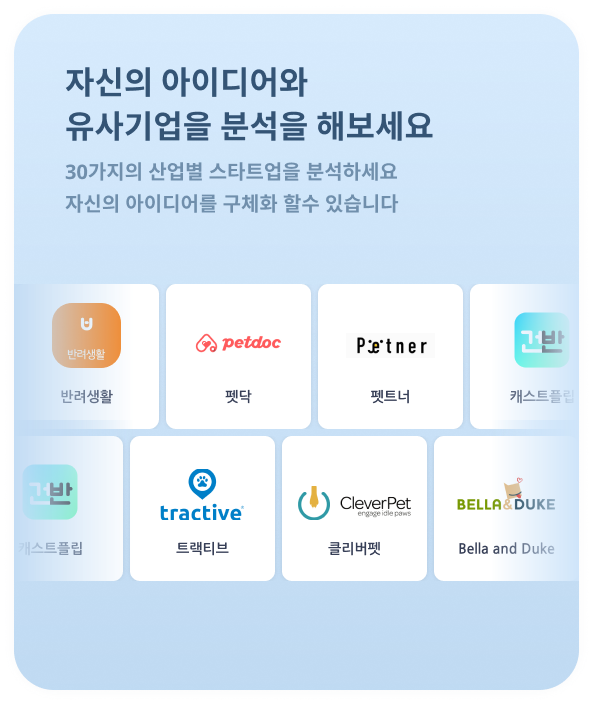 자신의 아이디어와
유사기업을 분석을 해보세요
30가지의 산업별 스타트업을 분석하세요
자신의 아이디어를 구체화 할수 있습니다
반려생활
반려생활
petdoc
펫닥
Petner
펫트너
건반
캐스트플립
건반
캐스트플립
tractive
트랙티브
CleverPet
engage idle paws
클리버펫
BELLA&DUKE
Bella and Duke